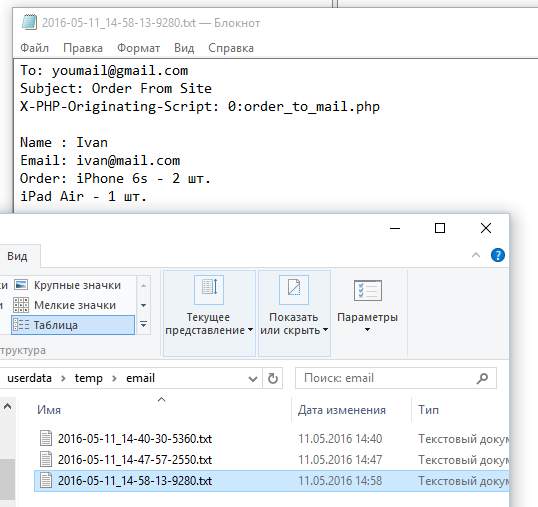 2016-05-11_14-58-13-9280.txt — Блокнот
Файл Правка Формат Вид Справка
To: youmail@gmail.com
Subject: Order From Site
X-PHP-Originating-Script: 0:order_to_mail.php
Name : Ivan
Email: ivan@mail.com
Order: iPhone 6s - 2 шт.
iPad Air - 1 шт.
Вид
Крупные значки
Мелкие значки
Таблица
Текущее
представление
Показать
или скрыть
Параметры
структура
userdata temp email
Поиск: email
Имя Дата изменения Тип
2016-05-11_14-40-30-5360.txt 11.05.2016 14:40 Текстовый докум
2016-05-11_14-47-57-2550.txt 11.05.2016 14:47 Текстовый докум
2016-05-11_14-58-13-9280.txt 11.05.2016 14:58 Текстовый докум